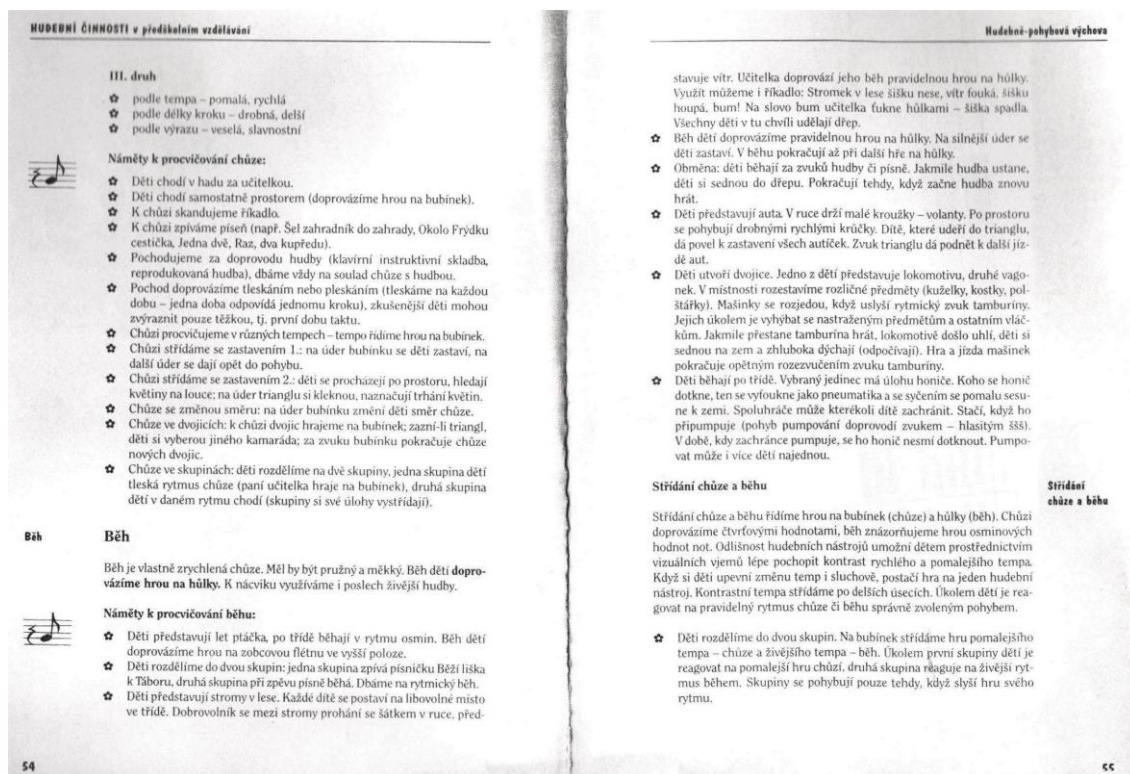 HUDEBNÍ ČINNOSTI v předškolním vzdělávání
III. druh
✿ podle tempa – pomalá, rychlá
✿ podle délky kroku – drobná, delší
✿ podle výrazu – veselá, slavnostní
Náměty k procvičování chůze:
✿ Děti chodí v hadu za učitelkou.
✿ Děti chodí samostatně prostorem (doprovázíme hrou na bubínek).
✿ K chůzi skandujeme říkadlo.
✿ K chůzi zpíváme píseň (např. Šel zahradník do zahrady, Okolo Frýdku
cestička, Jedna dvě, Raz, dva kupředu).
✿ Pochodujeme za doprovodu hudby (klavírní instruktivní skladba,
reprodukovaná hudba), dbáme vždy na soulad chůze s hudbou.
✿ Pochod doprovázíme tleskáním nebo pleskáním (tleskáme na každou
dobu – jedna doba odpovídá jednomu kroku), zkušenější děti mohou
zvýraznit pouze těžkou, tj. první dobu taktu.
✿ Chůzi procvičujeme v různých tempech – tempo řídíme hrou na bubínek.
✿ Chůzi střídáme se zastavením 1.: na úder bubínku se děti zastaví, na
další úder se dají opět do pohybu.
✿ Chůzi střídáme se zastavením 2.: děti se procházejí po prostoru, hledají
květiny na louce; na úder trianglu si kleknou, naznačují trhání květin.
✿ Chůze se změnou směru: na úder bubínku změní děti směr chůze.
✿ Chůze ve dvojicích: k chůzi dvojic hrajeme na bubínek; zazní-li triangl,
děti si vyberou jiného kamaráda; za zvuku bubínku pokračuje chůze
nových dvojic.
✿ Chůze ve skupinách: děti rozdělíme na dvě skupiny, jedna skupina dětí
tleská rytmus chůze (paní učitelka hraje na bubínek), druhá skupina
dětí v daném rytmu chodí (skupiny si své úlohy vystřídají).
Běh
Běh
Běh je vlastně zrychlená chůze. Měl by být pružný a měkký. Běh dětí dopro-
vázíme hrou na hůlky. K nácviku využíváme i poslech živější hudby.
Náměty k procvičování běhu:
✿ Děti představují let ptáčka, po třídě běhají v rytmu osmin. Běh dětí
doprovázíme hrou na zobcovou flétnu ve vyšší poloze.
✿ Děti rozdělíme do dvou skupin: jedna skupina zpívá písničku Běží liška
k Táboru, druhá skupina při zpěvu písně běhá. Dbáme na rytmický běh.
✿ Děti představují stromy v lese. Každé dítě se postaví na libovolné místo
ve třídě. Dobrovolník se mezi stromy prohání se šátkem v ruce, před-
54
Hudebně-pohybová výchova
stavuje vítr. Učitelka doprovází jeho běh pravidelnou hrou na hůlky.
Využít můžeme i říkadlo: Stromek v lese šišku nese, vítr fouká, šišku
houpá, bum! Na slovo bum učitelka ťukne hůlkami – šiška spadla.
Všechny děti v tu chvíli udělají dřep.
✿ Běh dětí doprovázíme pravidelnou hrou na hůlky. Na silnější úder se
děti zastaví. V běhu pokračují až při další hře na hůlky.
✿ Obměna: děti běhají za zvuků hudby či písně. Jakmile hudba ustane,
děti si sednou do dřepu. Pokračují tehdy, když začne hudba znovu
hrát.
✿ Děti představují auta. V ruce drží malé kroužky – volanty. Po prostoru
se pohybují drobnými rychlými krůčky. Dítě, které udeří do trianglu,
dá povel k zastavení všech autíček. Zvuk trianglu dá podnět k další jíz-
dě aut.
✿ Děti utvoří dvojice. Jedno z dětí představuje lokomotivu, druhé vago-
nek. V místnosti rozestavíme rozličné předměty (kuželky, kostky, pol-
štářky). Mašinky se rozjedou, když uslyší rytmický zvuk tamburíny.
Jejich úkolem je vyhýbat se nastraženým předmětům a ostatním vláč-
kům. Jakmile přestane tamburína hrát, lokomotivě došlo uhlí, děti si
sednou na zem a zhluboka dýchají (odpočívají). Hra a jízda mašinek
pokračuje opětným rozezvučením zvuku tamburíny.
✿ Děti běhají po třídě. Vybraný jedinec má úlohu honiče. Koho se honič
dotkne, ten se vyfoukne jako pneumatika a se syčením se pomalu sesu-
ne k zemi. Spoluhráče může kterékoli dítě zachránit. Stačí, když ho
připumpuje (pohyb pumpování doprovodí zvukem – hlasitým ššš).
V době, kdy zachránce pumpuje, se ho honič nesmí dotknout. Pumpo-
vat může i více dětí najednou.
Střídání chůze a běhu
Střídání
chůze a běhu
Střídání chůze a běhu řídíme hrou na bubínek (chůze) a hůlky (běh). Chůzi
doprovázíme čtvrťovými hodnotami, běh znázorňujeme hrou osminových
hodnot not. Odlišnost hudebních nástrojů umožní dětem prostřednictvím
vizuálních vjemů lépe pochopit kontrast rychlého a pomalejšího tempa.
Když si děti upevní změnu temp i sluchově, postačí hra na jeden hudební
nástroj. Kontrastní tempa střídáme po delších úsecích. Úkolem dětí je rea-
govat na pravidelný rytmus chůze či běhu správně zvoleným pohybem.
✿ Děti rozdělíme do dvou skupin. Na bubínek střídáme hru pomalejšího
tempa – chůze a živějšího tempa – běh. Úkolem první skupiny dětí je
reagovat na pomalejší hru chůzí, druhá skupina reaguje na živější ryt-
mus během. Skupiny se pohybují pouze tehdy, když slyší hru svého
rytmu.
55